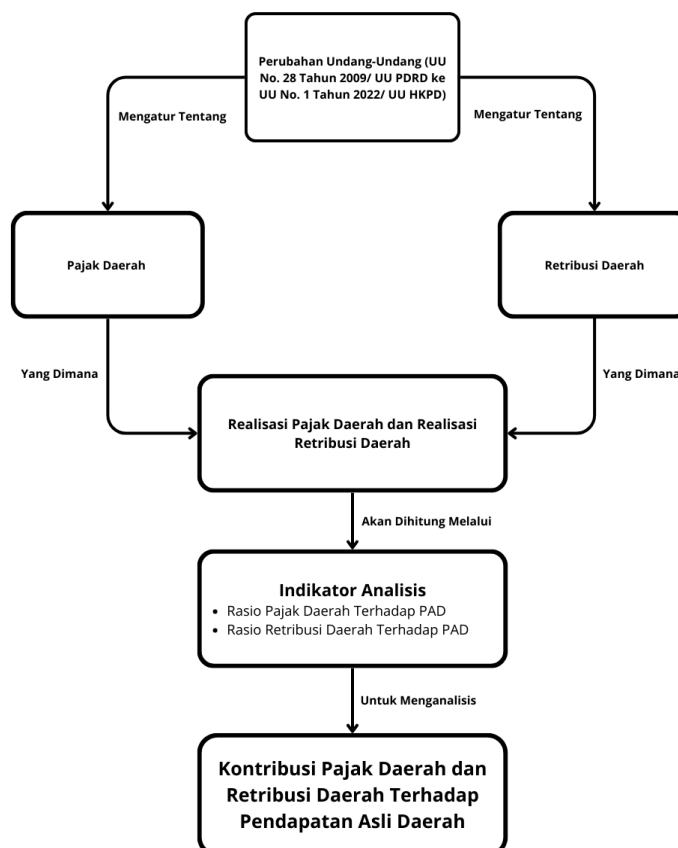 Perubahan Undang-Undang (UU
No. 28 Tahun 2009/ UU PDRD ke
UU No. 1 Tahun 2022/ UU HKPD)
Mengatur Tentang
Mengatur Tentang
Pajak Daerah
Retribusi Daerah
Yang Dimana
Yang Dimana
Realisasi Pajak Daerah dan Realisasi
Retribusi Daerah
Akan Dihitung Melalui
Indikator Analisis
• Rasio Pajak Daerah Terhadap PAD
• Rasio Retribusi Daerah Terhadap PAD
Untuk Menganalisis
Kontribusi Pajak Daerah dan
Retribusi Daerah Terhadap
Pendapatan Asli Daerah